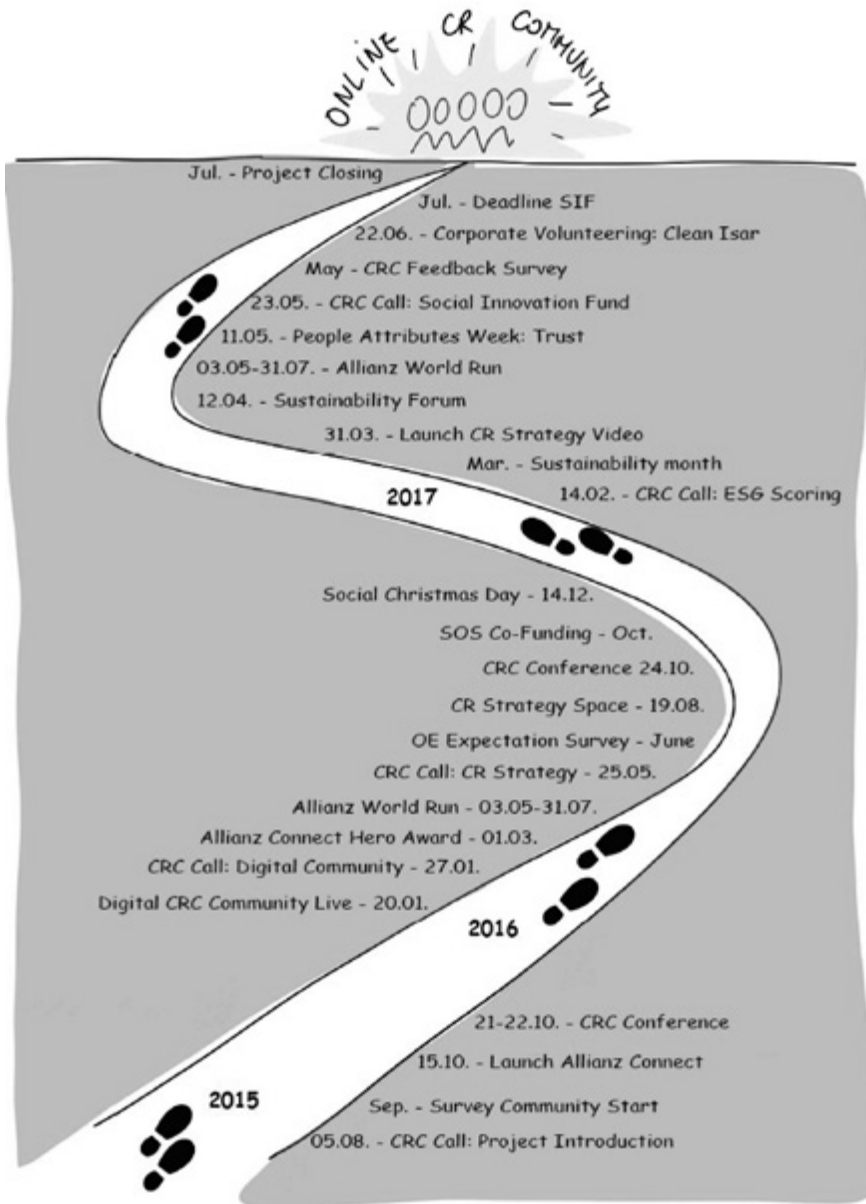 ONLINE CR COMMUNITY
Jul. - Project Closing
Jul. - Deadline SIF
22.06. - Corporate Volunteering: Clean Isar
May - CRC Feedback Survey
23.05. - CRC Call: Social Innovation Fund
11.05. - People Attributes Week: Trust
03.05-31.07. - Allianz World Run
12.04. - Sustainability Forum
31.03. - Launch CR Strategy Video
Mar. - Sustainability month
14.02. - CRC Call: ESG Scoring
2017
Social Christmas Day - 14.12.
SOS Co-Funding - Oct.
CRC Conference 24.10.
CR Strategy Space - 19.08.
OE Expectation Survey - June
CRC Call: CR Strategy - 25.05.
Allianz World Run - 03.05-31.07.
Allianz Connect Hero Award - 01.03.
CRC Call: Digital Community - 27.01.
Digital CRC Community Live - 20.01.
2016
21-22.10. - CRC Conference
15.10. - Launch Allianz Connect
2015
Sep. - Survey Community Start
05.08. - CRC Call: Project Introduction